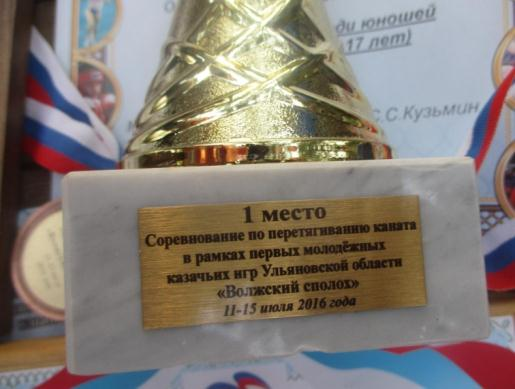 ди юношей
17 лет)
С.С.Кузьмин
1 место
Соревнование по перетягиванию каната
в рамках первых молодёжных
казачьих игр Ульяновской области
«Волжский сполох»
11-15 июля 2016 года